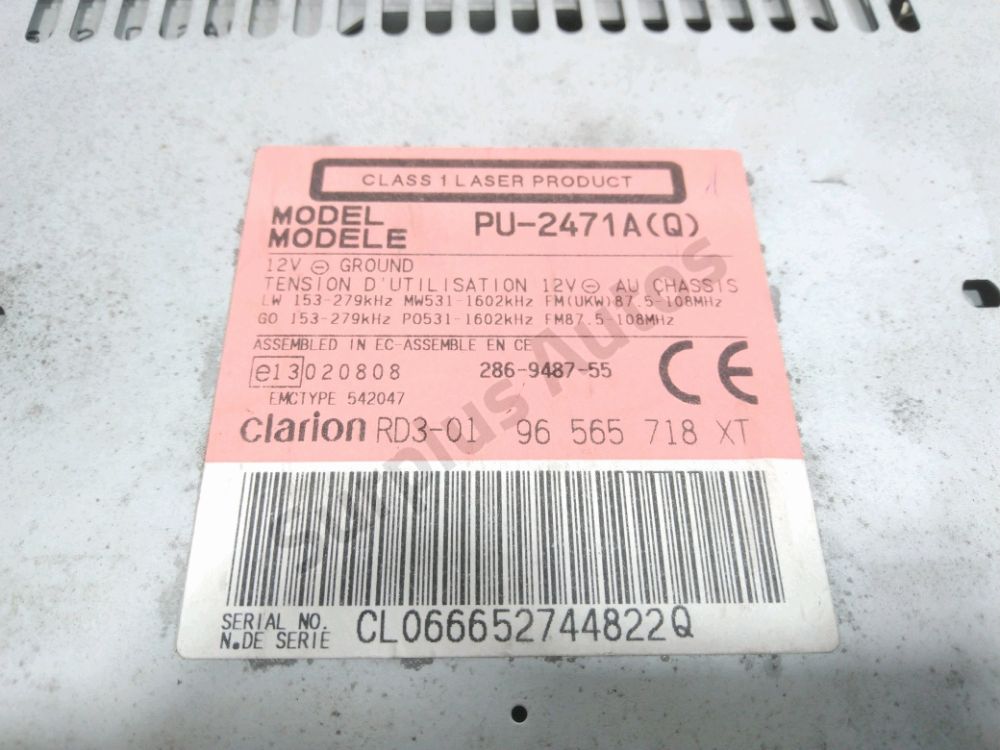 CLASS 1 LASER PRODUCT
MODEL
MODELE
PU-2471A(Q)
12V ⊖ GROUND
TENSION D'UTILISATION 12V ⊖ AU CHASSIS
LW 153-279kHz MW531-1602kHz FM(UKW)87.5-108MHz
GO 153-279kHz PO531-1602kHz FM87.5-108MHz
ASSEMBLED IN EC-ASSEMBLE EN CE
e13 020808 286-9487-55 CE
EMCTYPE 542047
clarion RD3-01 96 565 718 XT
SERIAL NO.
N.DE SERIE
CL066652744822Q
Surplus Autos